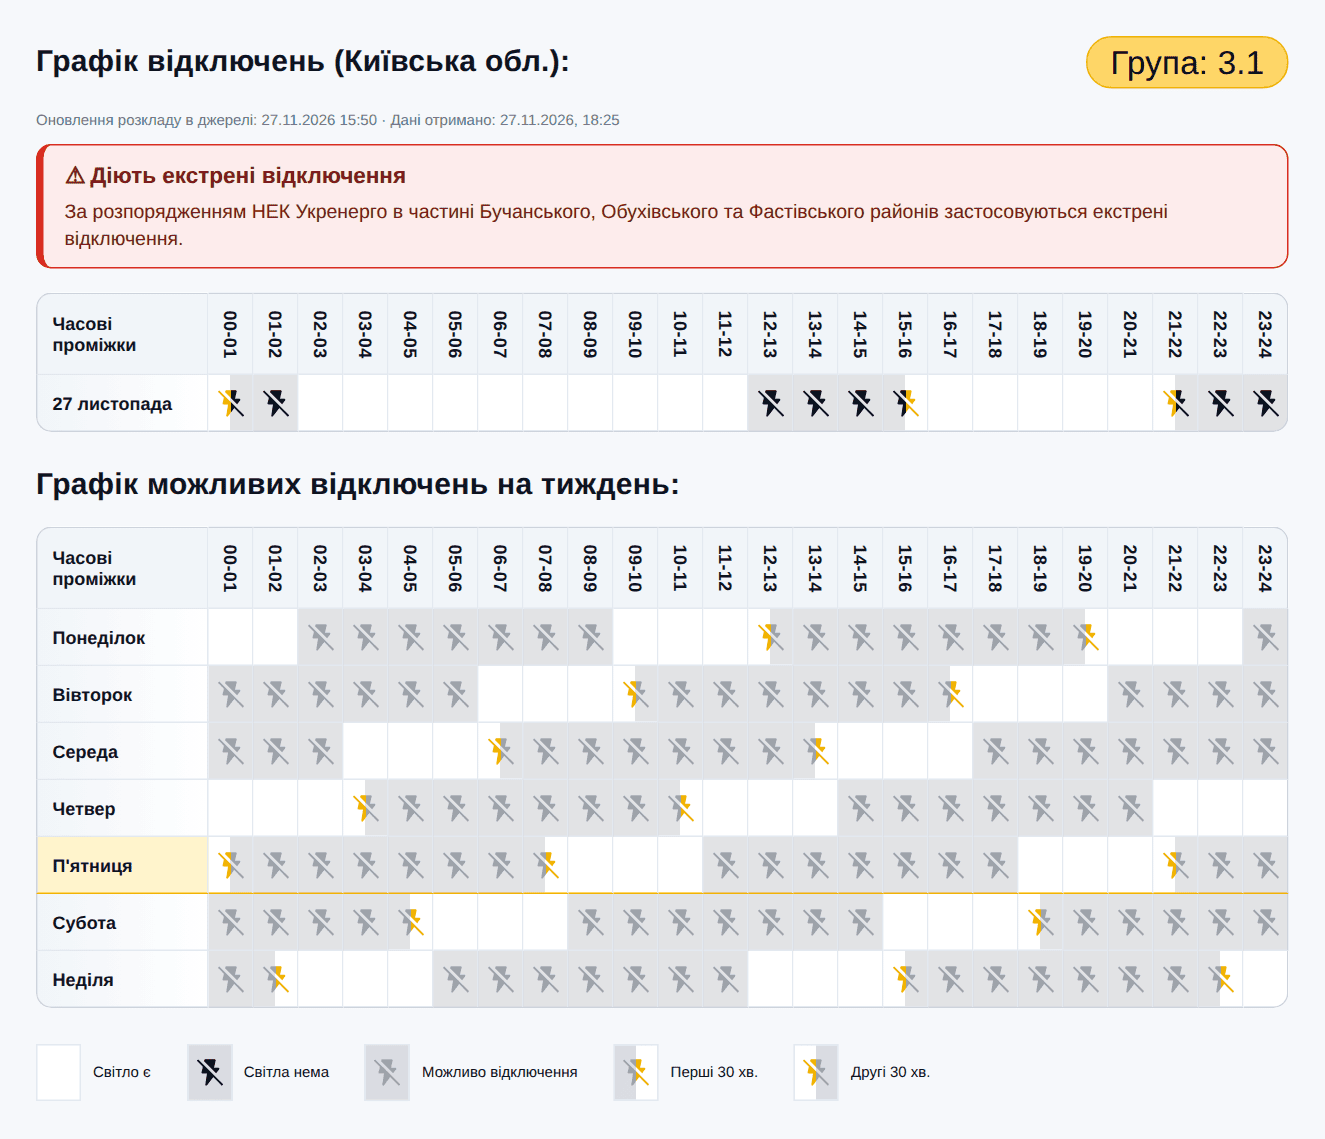 Графік відключень (Київська обл.):
Група: 3.1
Оновлення розкладу в джерелі: 27.11.2026 15:50 · Дані отримано: 27.11.2026, 18:25
⚠ Діють екстрені відключення
За розпорядженням НЕК Укренерго в частині Бучанського, Обухівського та Фастівського районів застосовуються екстрені
відключення.
Часові
проміжки
00-01 01-02 02-03 03-04 04-05 05-06 06-07 07-08 08-09 09-10 10-11 11-12 12-13 13-14 14-15 15-16 16-17 17-18 18-19 19-20 20-21 21-22 22-23 23-24
27 листопада
Графік можливих відключень на тиждень:
Часові
проміжки
00-01 01-02 02-03 03-04 04-05 05-06 06-07 07-08 08-09 09-10 10-11 11-12 12-13 13-14 14-15 15-16 16-17 17-18 18-19 19-20 20-21 21-22 22-23 23-24
Понеділок
Вівторок
Середа
Четвер
П'ятниця
Субота
Неділя
Світло є
Світла нема
Можливо відключення
Перші 30 хв.
Другі 30 хв.